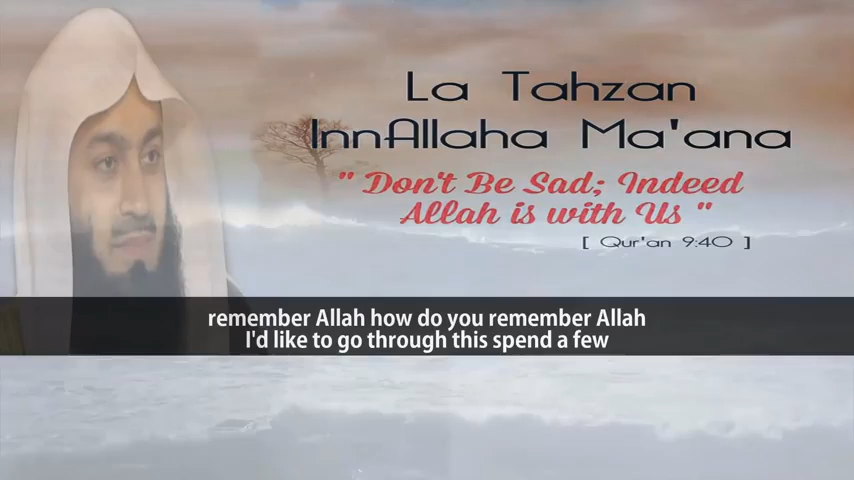 La Tahzan
InnAllaha Ma'ana
" Don't Be Sad; Indeed
Allah is with Us "
[ Qur'an 9:40 ]
remember Allah how do you remember Allah
I'd like to go through this spend a few